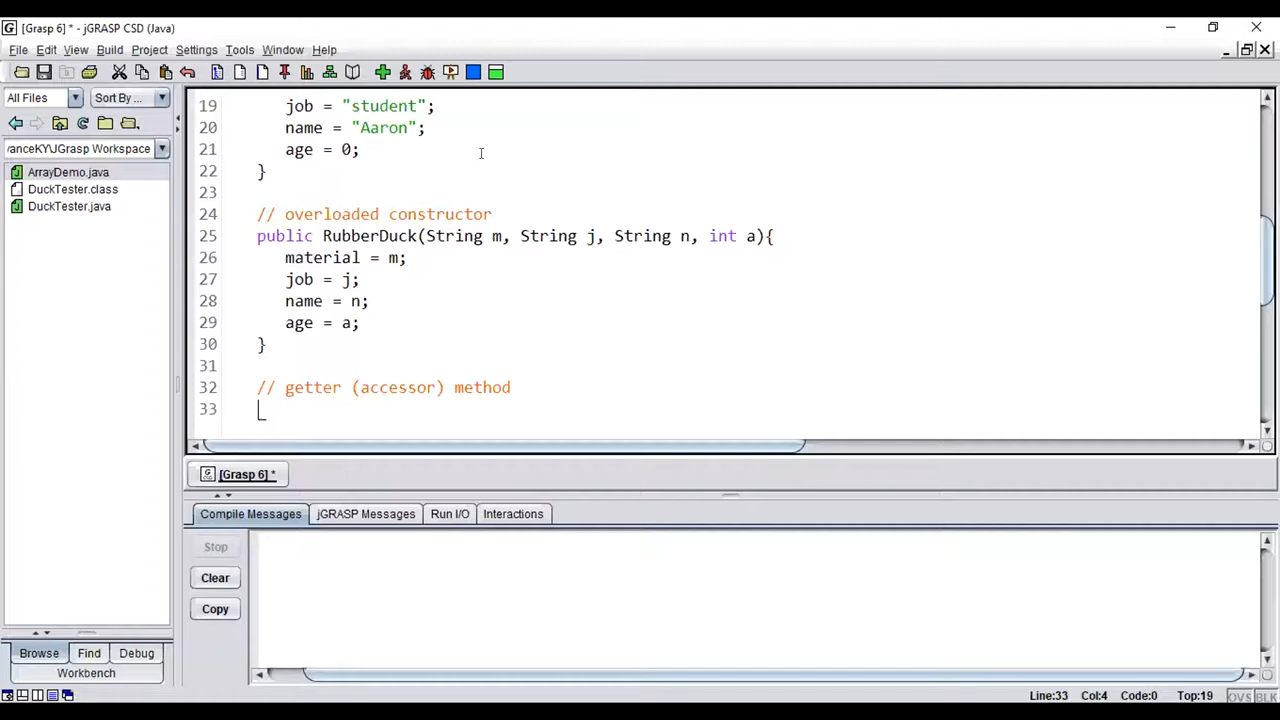 [Grasp 6] * - jGRASP CSD (Java)
File Edit View Build Project Settings Tools Window Help
All Files Sort By ...
vanceKY\JGrasp Workspace
ArrayDemo.java
DuckTester.class
DuckTester.java
19 job = "student";
20 name = "Aaron";
21 age = 0;
22 }
23
24 // overloaded constructor
25 public RubberDuck(String m, String j, String n, int a){
26 material = m;
27 job = j;
28 name = n;
29 age = a;
30 }
31
32 // getter (accessor) method
33
[Grasp 6] *
Compile Messages jGRASP Messages Run I/O Interactions
Stop
Clear
Copy
Browse Find Debug
Workbench
Line:33 Col:4 Code:0 Top:19 OVS BLK